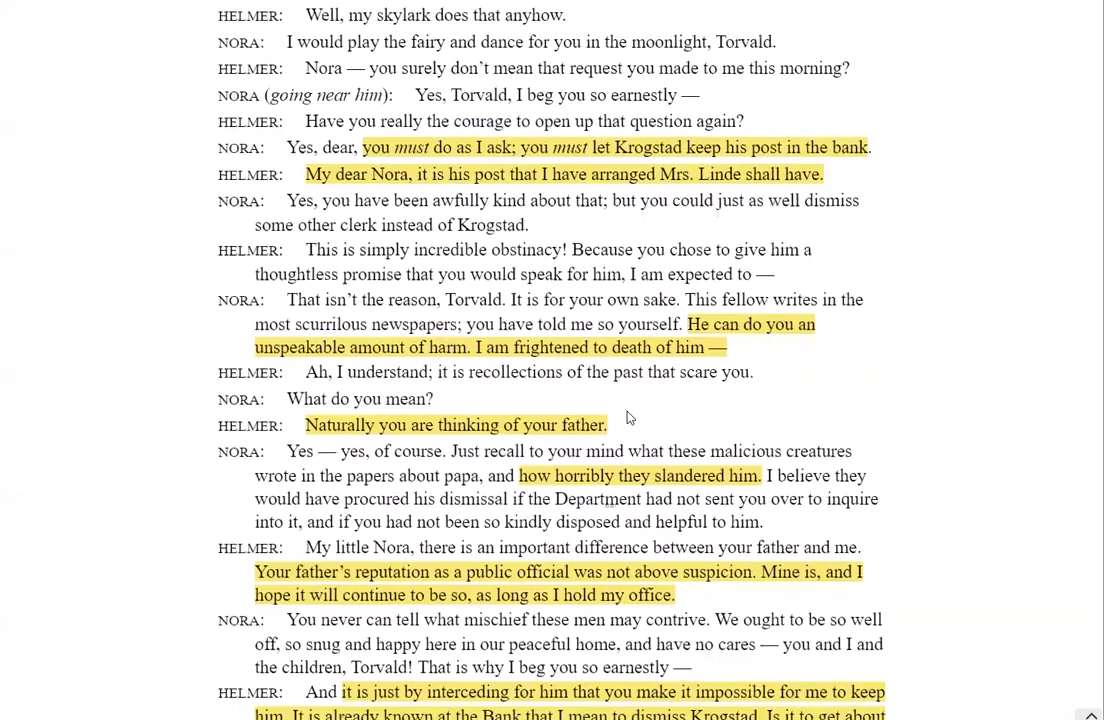 HELMER: Well, my skylark does that anyhow.
NORA: I would play the fairy and dance for you in the moonlight, Torvald.
HELMER: Nora — you surely don’t mean that request you made to me this morning?
NORA (going near him): Yes, Torvald, I beg you so earnestly —
HELMER: Have you really the courage to open up that question again?
NORA: Yes, dear, you must do as I ask; you must let Krogstad keep his post in the bank.
HELMER: My dear Nora, it is his post that I have arranged Mrs. Linde shall have.
NORA: Yes, you have been awfully kind about that; but you could just as well dismiss
some other clerk instead of Krogstad.
HELMER: This is simply incredible obstinacy! Because you chose to give him a
thoughtless promise that you would speak for him, I am expected to —
NORA: That isn’t the reason, Torvald. It is for your own sake. This fellow writes in the
most scurrilous newspapers; you have told me so yourself. He can do you an
unspeakable amount of harm. I am frightened to death of him —
HELMER: Ah, I understand; it is recollections of the past that scare you.
NORA: What do you mean?
HELMER: Naturally you are thinking of your father.
NORA: Yes — yes, of course. Just recall to your mind what these malicious creatures
wrote in the papers about papa, and how horribly they slandered him. I believe they
would have procured his dismissal if the Department had not sent you over to inquire
into it, and if you had not been so kindly disposed and helpful to him.
HELMER: My little Nora, there is an important difference between your father and me.
Your father’s reputation as a public official was not above suspicion. Mine is, and I
hope it will continue to be so, as long as I hold my office.
NORA: You never can tell what mischief these men may contrive. We ought to be so well
off, so snug and happy here in our peaceful home, and have no cares — you and I and
the children, Torvald! That is why I beg you so earnestly —
HELMER: And it is just by interceding for him that you make it impossible for me to keep
him. It is already known at the Bank that I mean to dismiss Krogstad. Is it to get about